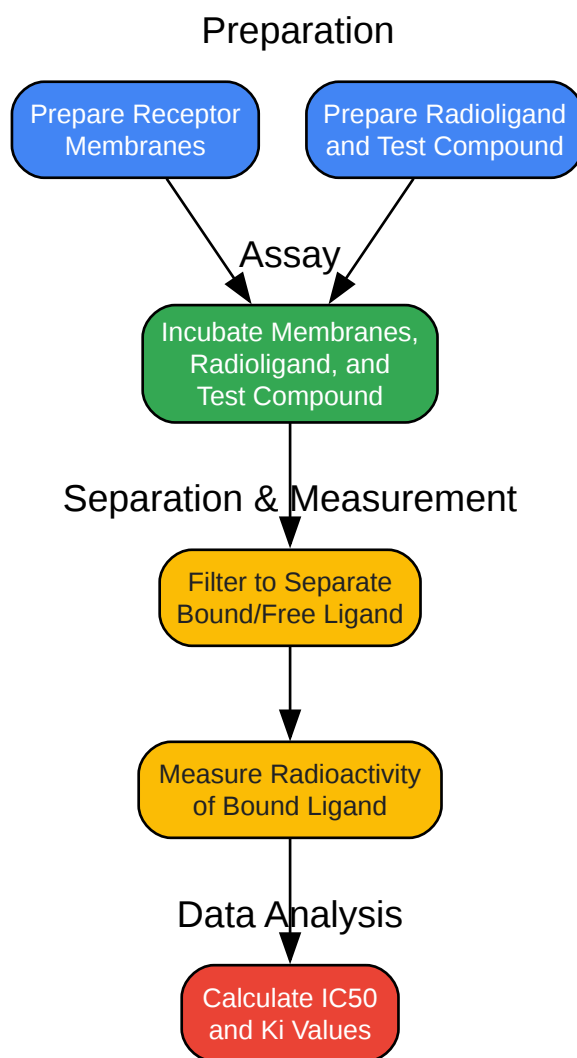 Preparation
Prepare Receptor
Membranes
Prepare Radioligand
and Test Compound
Assay
Incubate Membranes,
Radioligand, and
Test Compound
Separation & Measurement
Filter to Separate
Bound/Free Ligand
Measure Radioactivity
of Bound Ligand
Data Analysis
Calculate IC50
and Ki Values